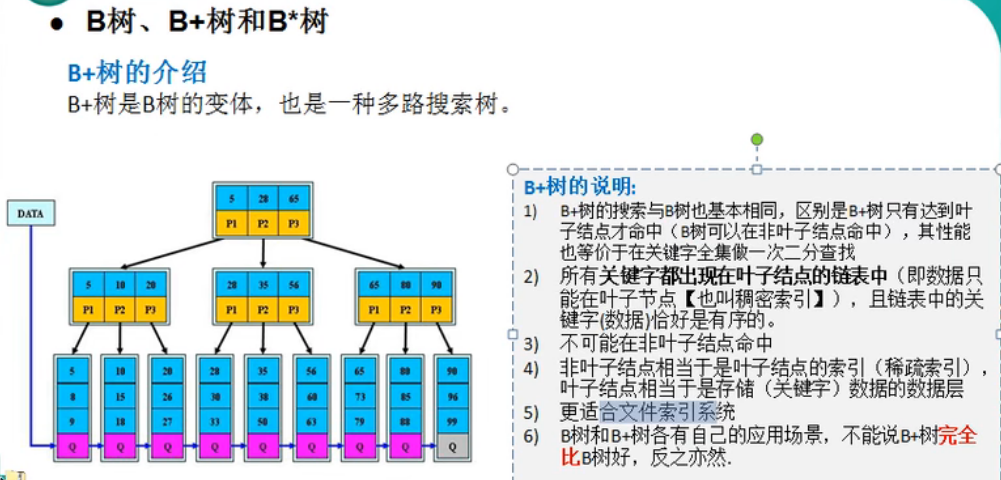 ● B树、B+树和B*树
B+树的介绍
B+树是B树的变体，也是一种多路搜索树。
DATA
5 28 65
P1 P2 P3
5 10 20
P1 P2 P3
28 35 56
P1 P2 P3
65 80 90
P1 P2 P3
5 10 20 28 35 56 65 80 90
8 15 26 30 38 60 73 85 96
9 18 27 33 50 63 79 88 99
Q Q Q Q Q Q Q Q Q
B+树的说明:
1) B+树的搜索与B树也基本相同，区别是B+树只有达到叶
子结点才命中（B树可以在非叶子结点命中），其性能
也等价于在关键字全集做一次二分查找
2) 所有关键字都出现在叶子结点的链表中（即数据只
能在叶子节点【也叫稠密索引】），且链表中的关
键字(数据)恰好是有序的。
3) 不可能在非叶子结点命中
4) 非叶子结点相当于是叶子结点的索引（稀疏索引），
叶子结点相当于是存储（关键字）数据的数据层
5) 更适合文件索引系统
6) B树和B+树各有自己的应用场景，不能说B+树完全
比B树好，反之亦然.